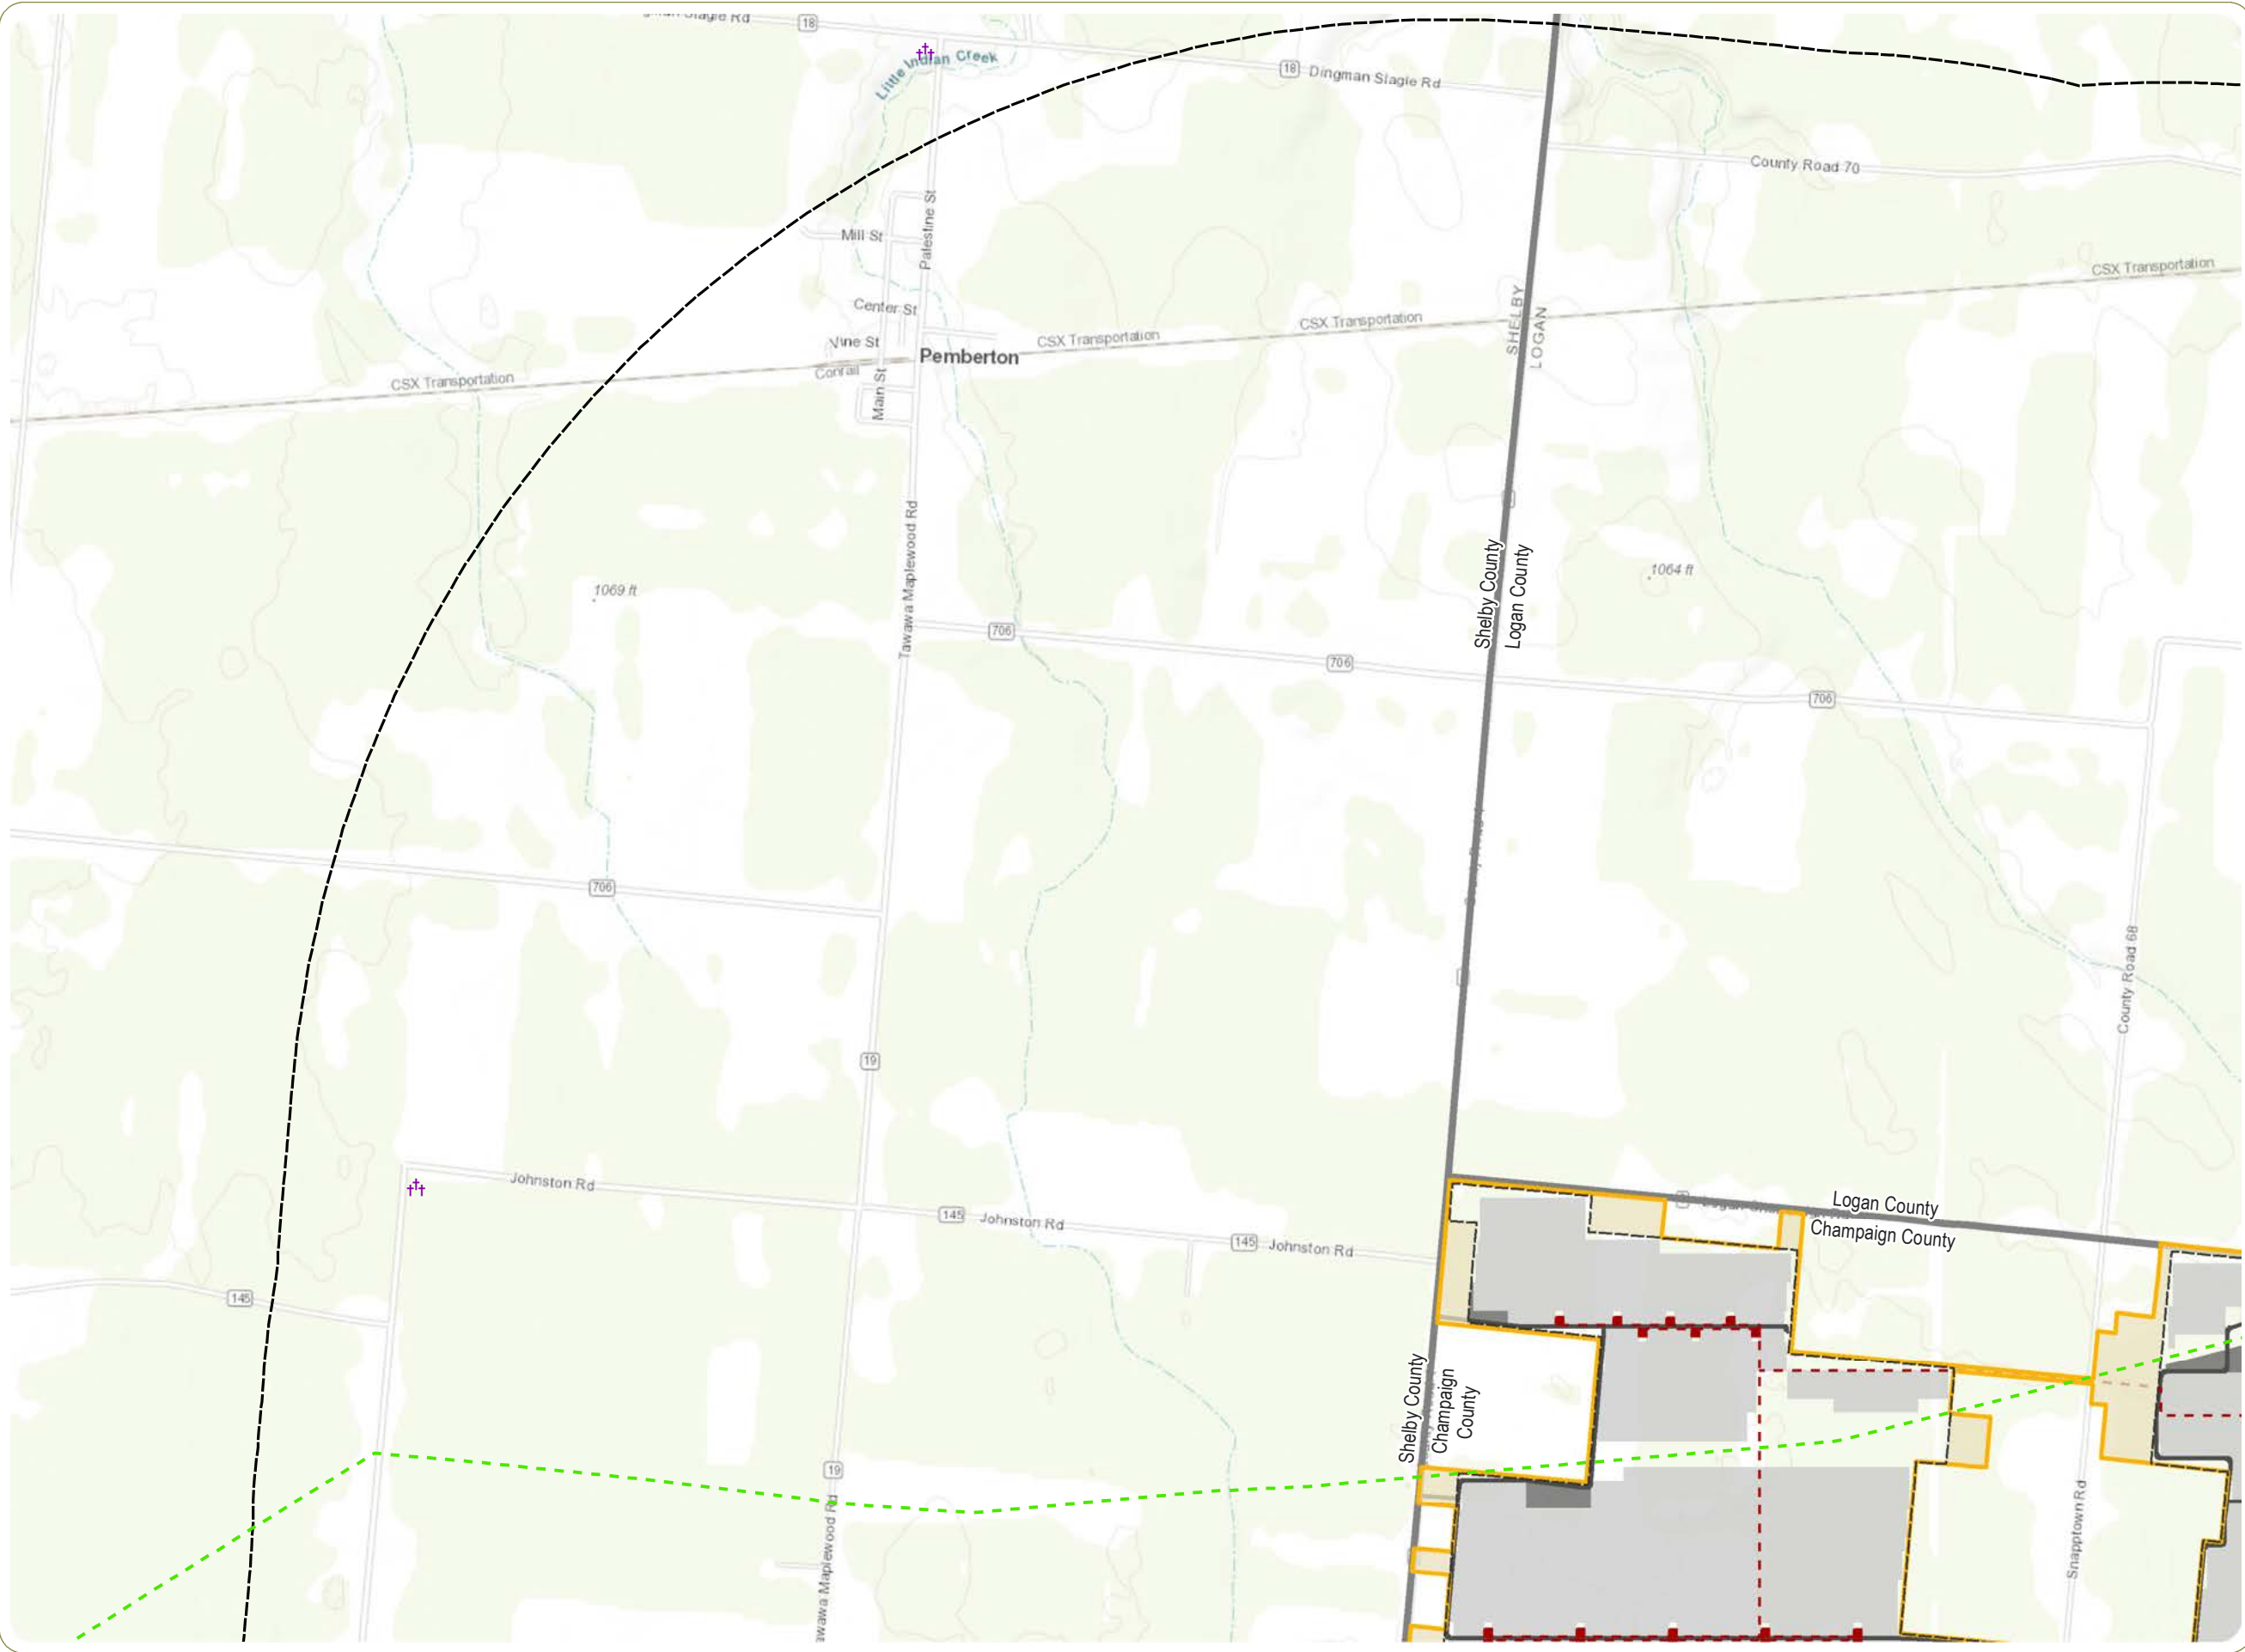 18
Little Indian Creek
18
Dingman Slagle Rd
County Road 70
Palestine St
Mill St
CSX Transportation
Center St
SHELBY
LOGAN
CSX Transportation
CSX Transportation
Vine St
Pemberton
Conrail
CSX Transportation
Main St
Tawawa Maplewood Rd
Shelby County
Logan County
1064 ft
1069 ft
706
706
706
706
County Road 68
19
Johnston Rd
145
Johnston Rd
145
Johnston Rd
Logan County
Champaign County
145
Shelby County
Champaign
County
19
Snapptown Rd
Maplewood Rd